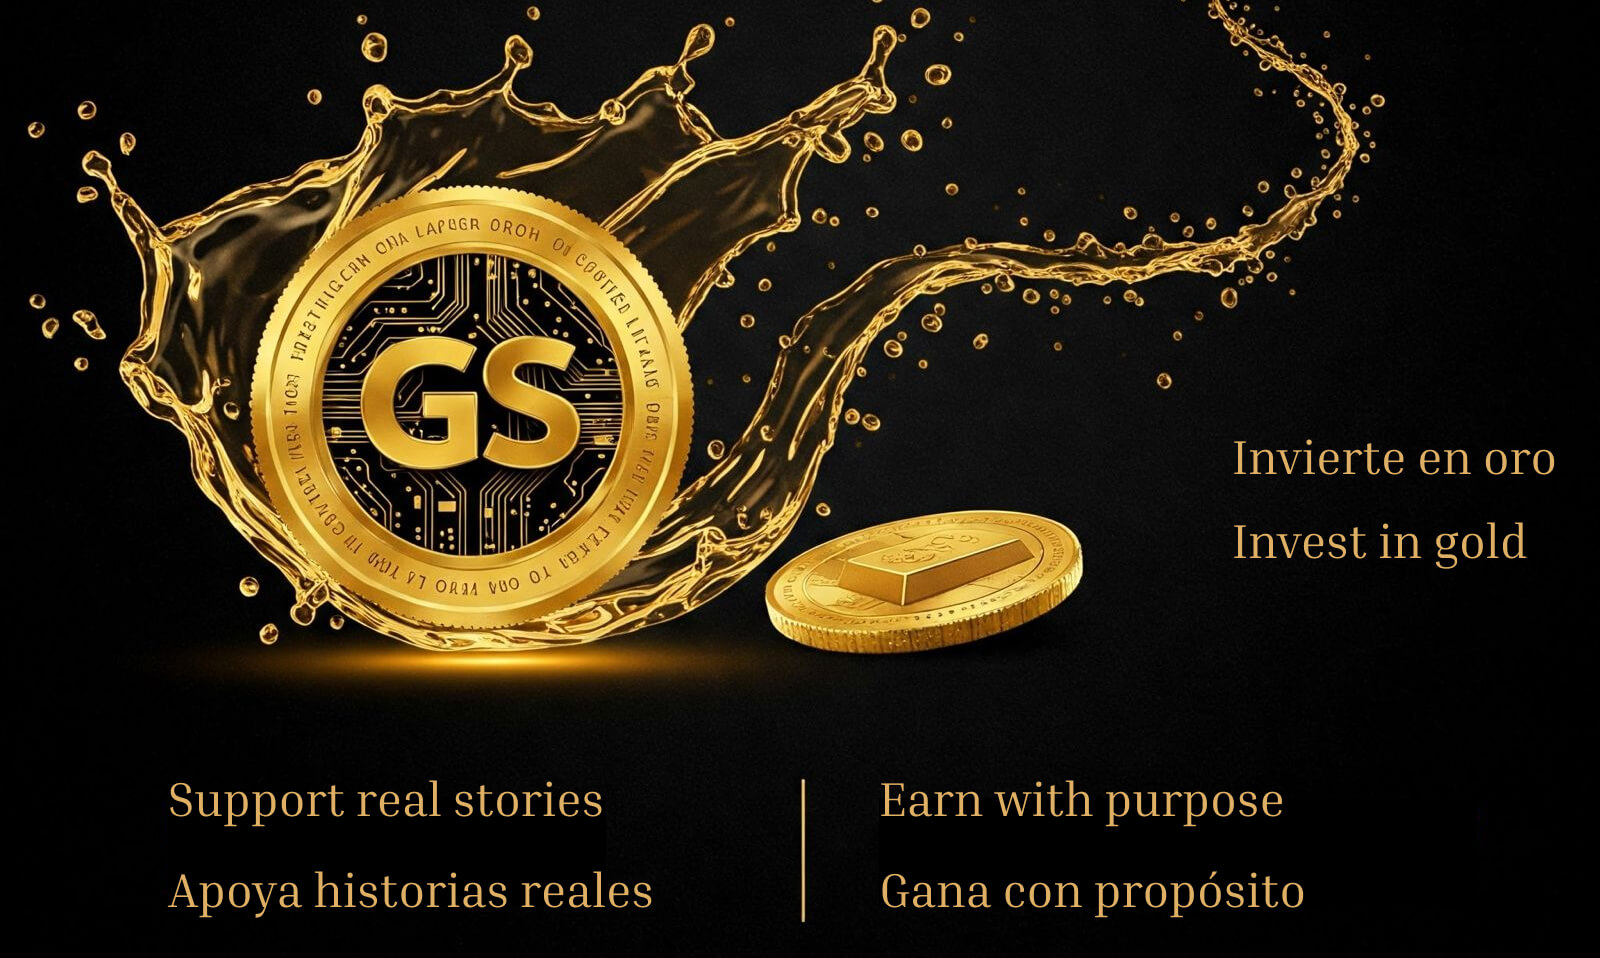 GS
Invierte en oro
Invest in gold
Support real stories
Apoya historias reales
Earn with purpose
Gana con propósito